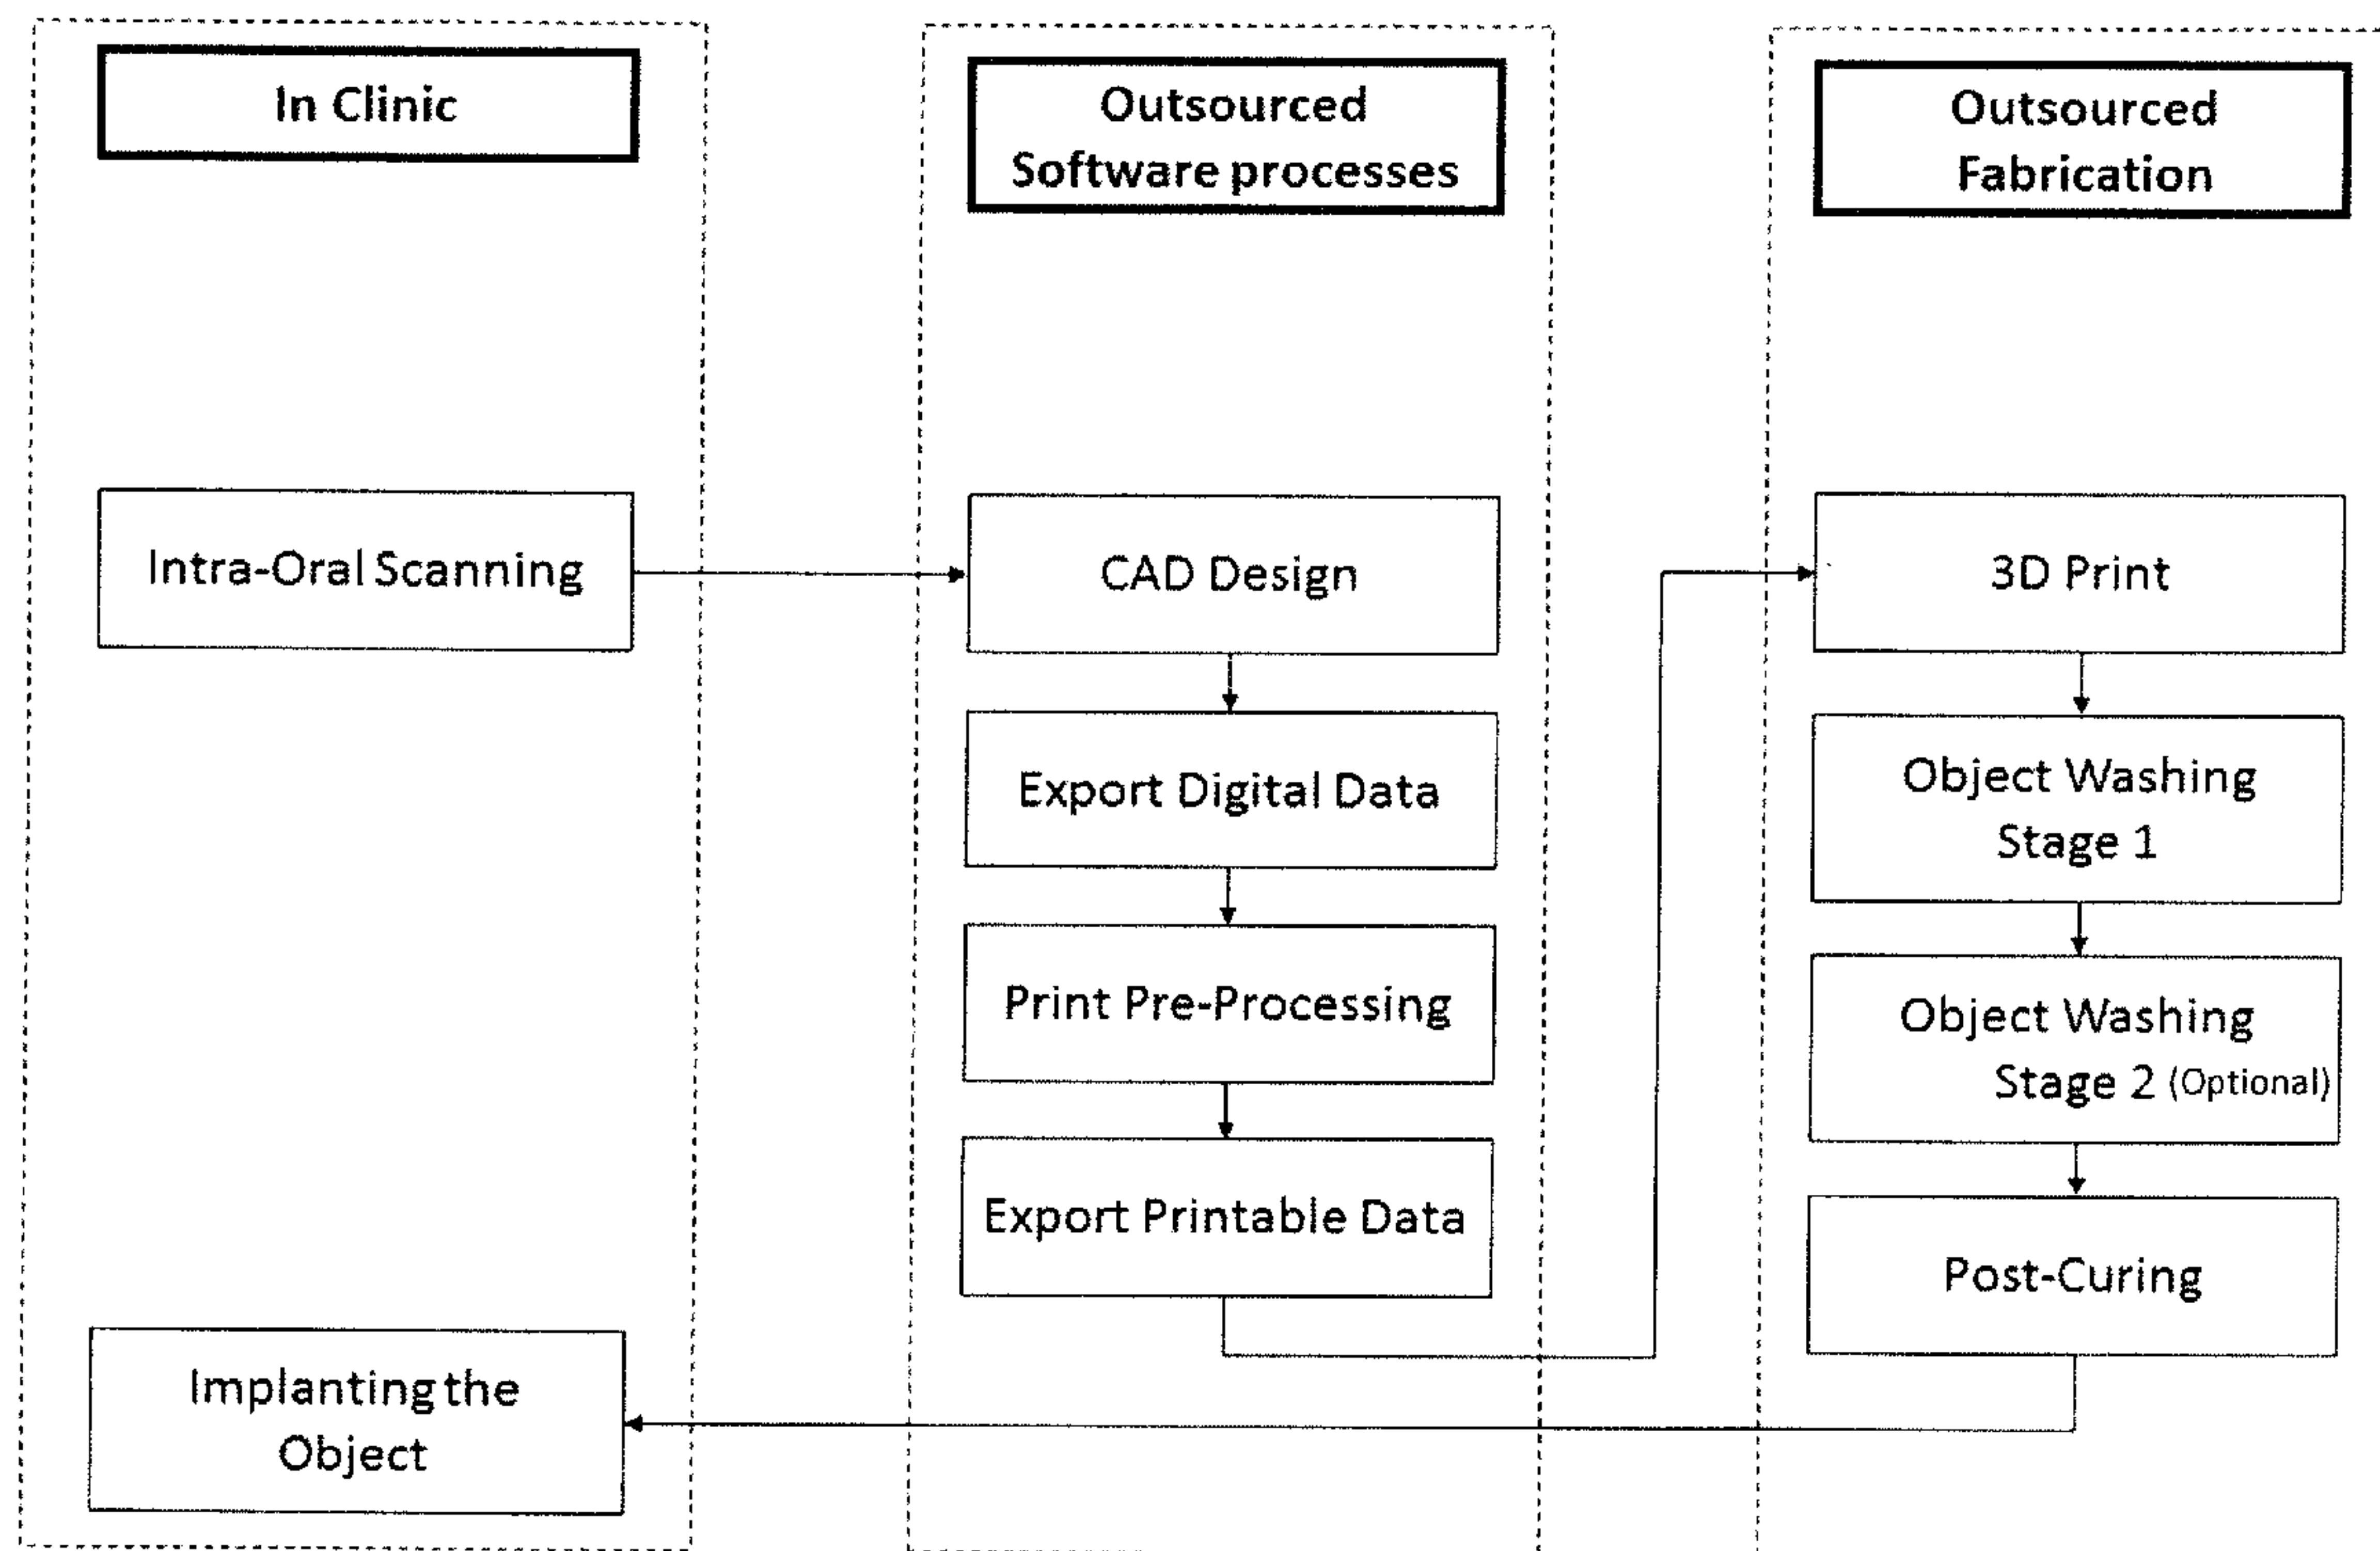 In Clinic
Intra-Oral Scanning
Implanting the
Object
Outsourced
Software processes
CAD Design
Export Digital Data
Print Pre-Processing
Export Printable Data
Outsourced
Fabrication
3D Print
Object Washing
Stage 1
Object Washing
Stage 2 (Optional)
Post-Curing